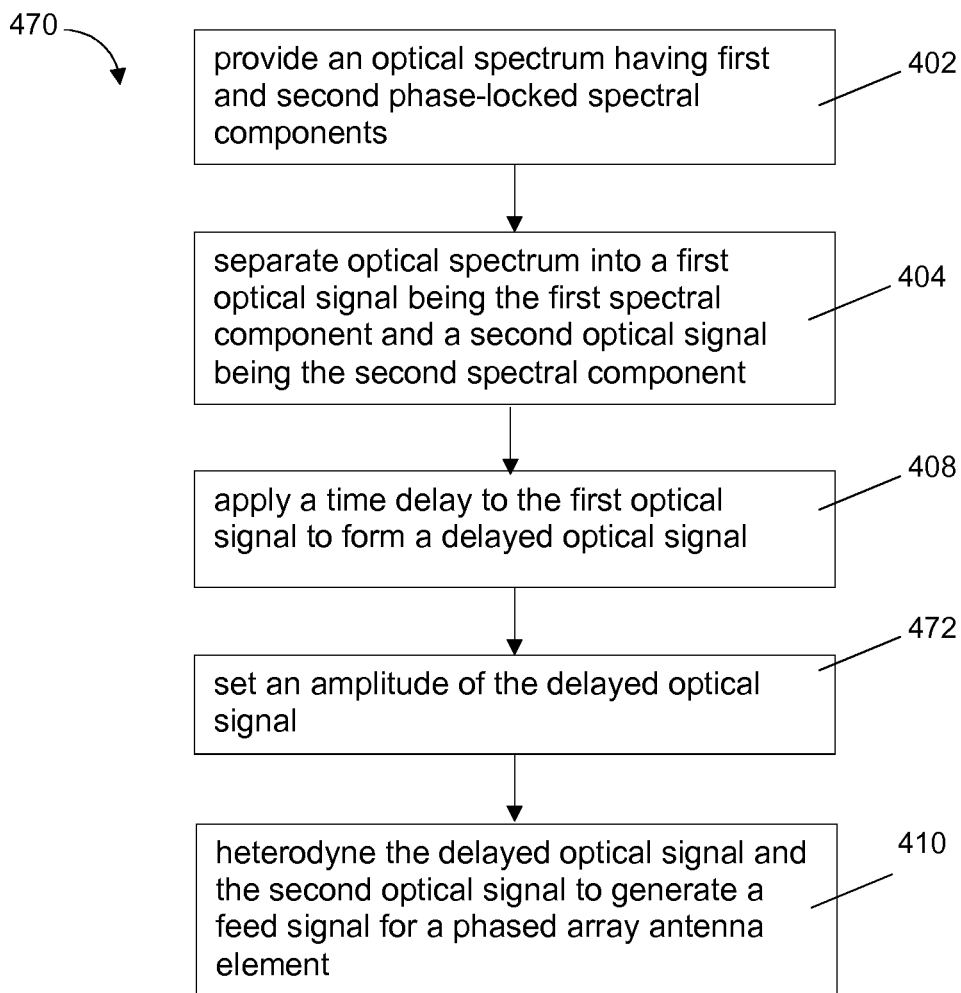 470
provide an optical spectrum having first
and second phase-locked spectral
components
402
separate optical spectrum into a first
optical signal being the first spectral
component and a second optical signal
being the second spectral component
404
apply a time delay to the first optical
signal to form a delayed optical signal
408
set an amplitude of the delayed optical
signal
472
heterodyne the delayed optical signal and
the second optical signal to generate a
feed signal for a phased array antenna
element
410